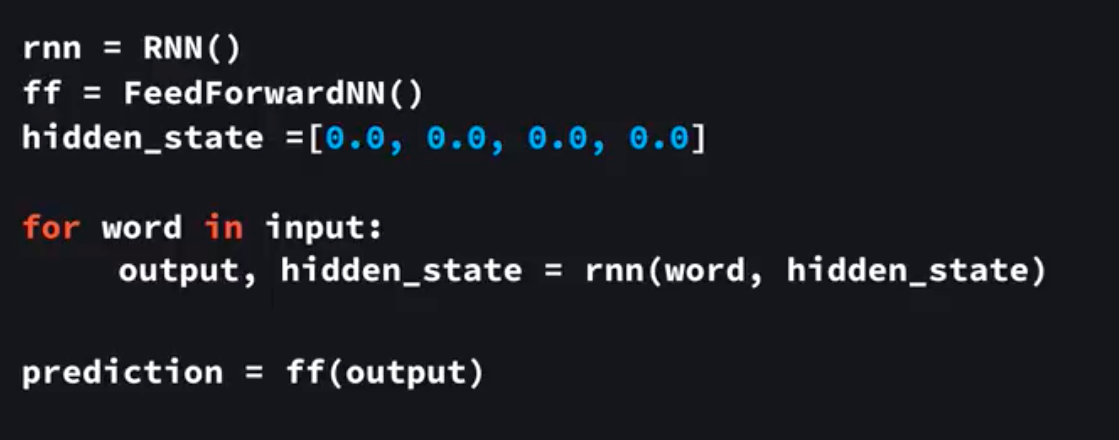 rnn = RNN()
ff = FeedForwardNN()
hidden_state =[0.0, 0.0, 0.0, 0.0]
for word in input:
output, hidden_state = rnn(word, hidden_state)
prediction = ff(output)